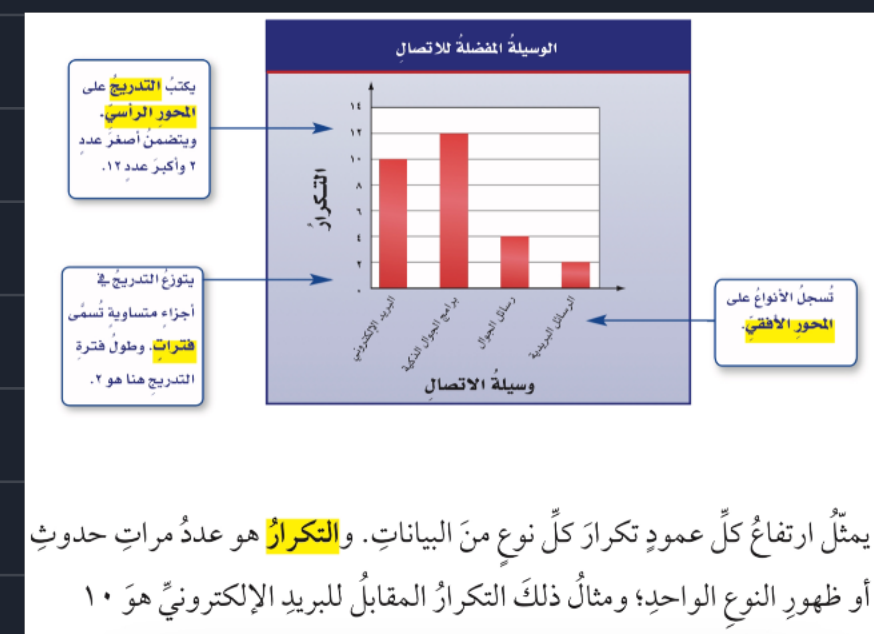 الوسيلةُ المفضلةُ للاتصالِ
يكتبُ التدريجُ على
المحورِ الرأسيِّ.
ويتضمنُ أصغرَ عددٍ
٢ وأكبرَ عددٍ ١٢.
١٤
١٢
١٠
٨
٦
٤
٢
٠
التكرارُ
يتوزعُ التدريجُ في
أجزاءٍ متساويةٍ تُسمَّى
فتراتٍ. وطولُ فترةِ
التدريجِ هنا هو ٢.
البريد الإلكتروني
برامج الجوال الذكية
رسائل الجوال
الرسائل البريدية
وسيلةُ الاتصالِ
تُسجلُ الأنواعُ على
المحورِ الأفقيِّ.
يمثّلُ ارتفاعُ كلِّ عمودٍ تكرارَ كلِّ نوعٍ منَ البياناتِ. والتكرارُ هو عددُ مراتِ حدوثِ
أو ظهورِ النوعِ الواحدِ؛ ومثالُ ذلكَ التكرارُ المقابلُ للبريدِ الإلكترونيِّ هوَ ١٠